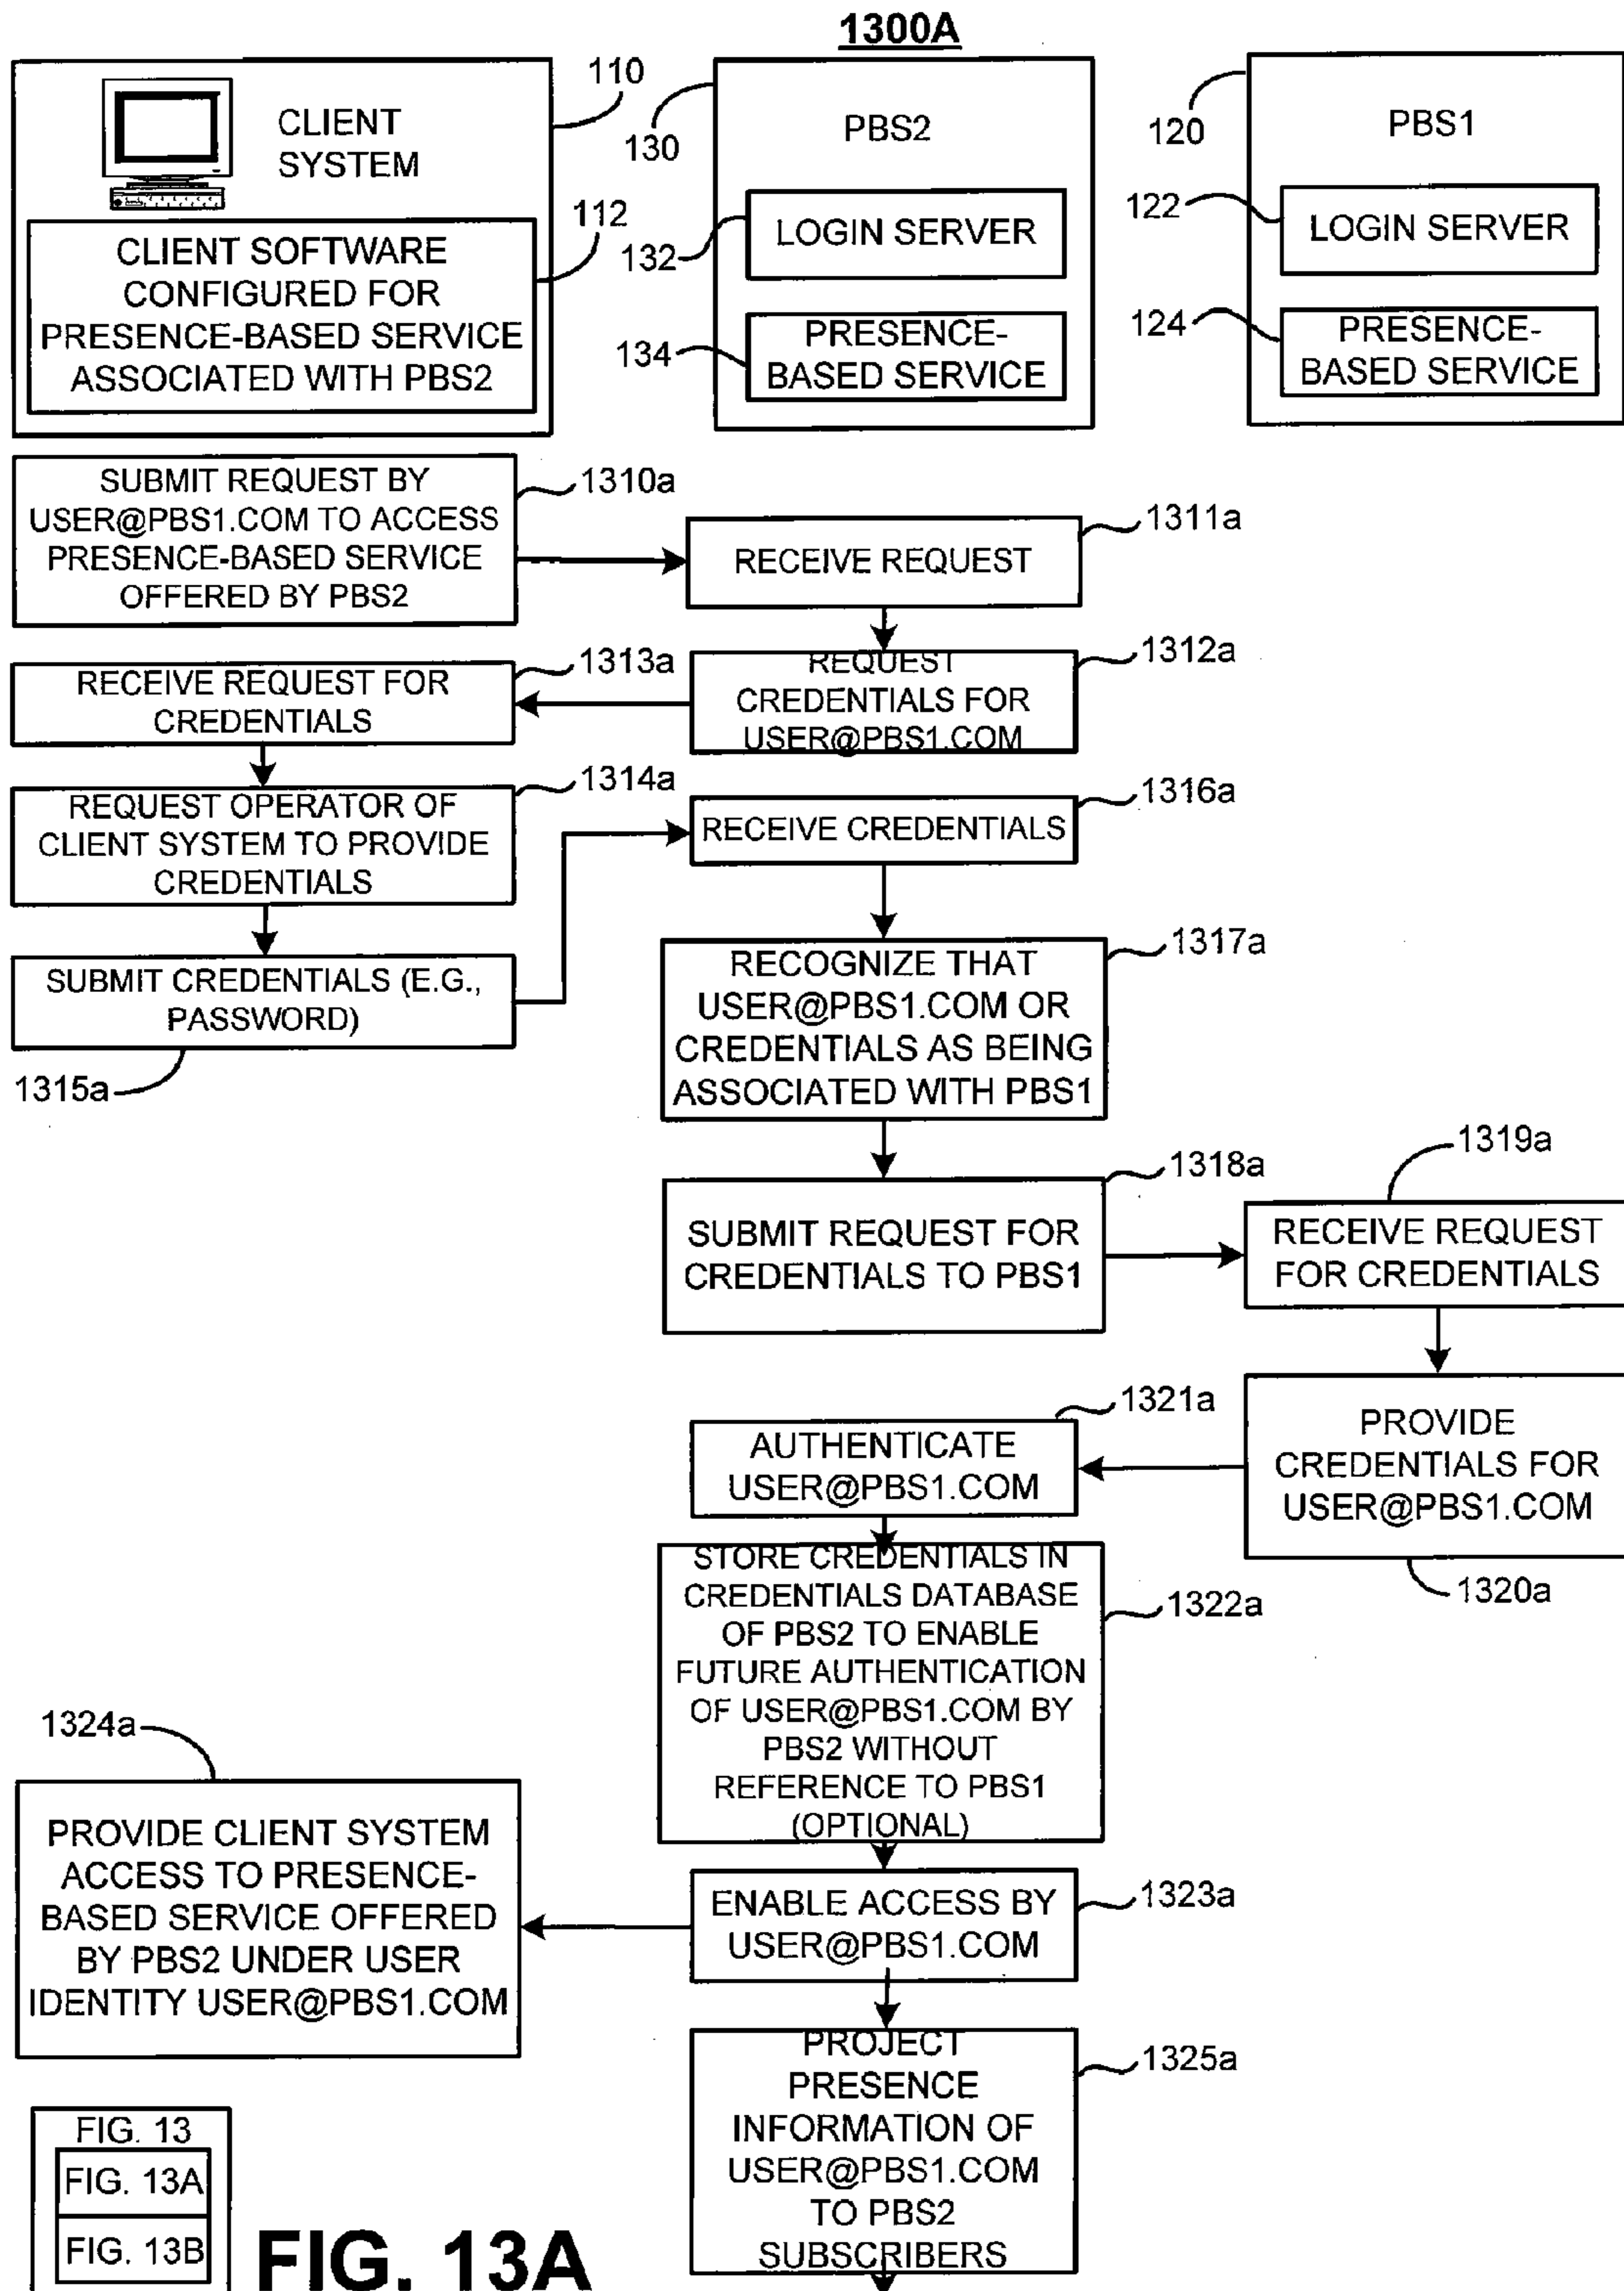 1300A
CLIENT
SYSTEM
110
112
CLIENT SOFTWARE
CONFIGURED FOR
PRESENCE-BASED SERVICE
ASSOCIATED WITH PBS2
130
PBS2
132
LOGIN SERVER
134
PRESENCE-
BASED SERVICE
120
PBS1
122
LOGIN SERVER
124
PRESENCE-
BASED SERVICE
SUBMIT REQUEST BY
USER@PBS1.COM TO ACCESS
PRESENCE-BASED SERVICE
OFFERED BY PBS2
1310a
RECEIVE REQUEST
1311a
REQUEST
CREDENTIALS FOR
USER@PBS1.COM
1312a
RECEIVE REQUEST FOR
CREDENTIALS
1313a
REQUEST OPERATOR OF
CLIENT SYSTEM TO PROVIDE
CREDENTIALS
1314a
SUBMIT CREDENTIALS (E.G.,
PASSWORD)
1315a
RECEIVE CREDENTIALS
1316a
RECOGNIZE THAT
USER@PBS1.COM OR
CREDENTIALS AS BEING
ASSOCIATED WITH PBS1
1317a
SUBMIT REQUEST FOR
CREDENTIALS TO PBS1
1318a
1319a
RECEIVE REQUEST
FOR CREDENTIALS
PROVIDE
CREDENTIALS FOR
USER@PBS1.COM
1320a
1321a
AUTHENTICATE
USER@PBS1.COM
STORE CREDENTIALS IN
CREDENTIALS DATABASE
OF PBS2 TO ENABLE
FUTURE AUTHENTICATION
OF USER@PBS1.COM BY
PBS2 WITHOUT
REFERENCE TO PBS1
(OPTIONAL)
1322a
ENABLE ACCESS BY
USER@PBS1.COM
1323a
1324a
PROVIDE CLIENT SYSTEM
ACCESS TO PRESENCE-
BASED SERVICE OFFERED
BY PBS2 UNDER USER
IDENTITY USER@PBS1.COM
PROJECT
PRESENCE
INFORMATION OF
USER@PBS1.COM
TO PBS2
SUBSCRIBERS
1325a
FIG. 13
FIG. 13A
FIG. 13B
FIG. 13A